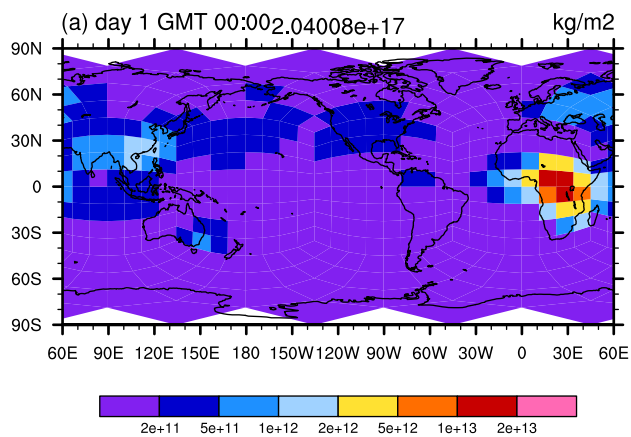 (a) day 1 GMT 00:00 2.04008e+17 kg/m2
90N
60N
30N
0
30S
60S
90S
60E 90E 120E 150E 180 150W 120W 90W 60W 30W 0 30E 60E
2e+11 5e+11 1e+12 2e+12 5e+12 1e+13 2e+13